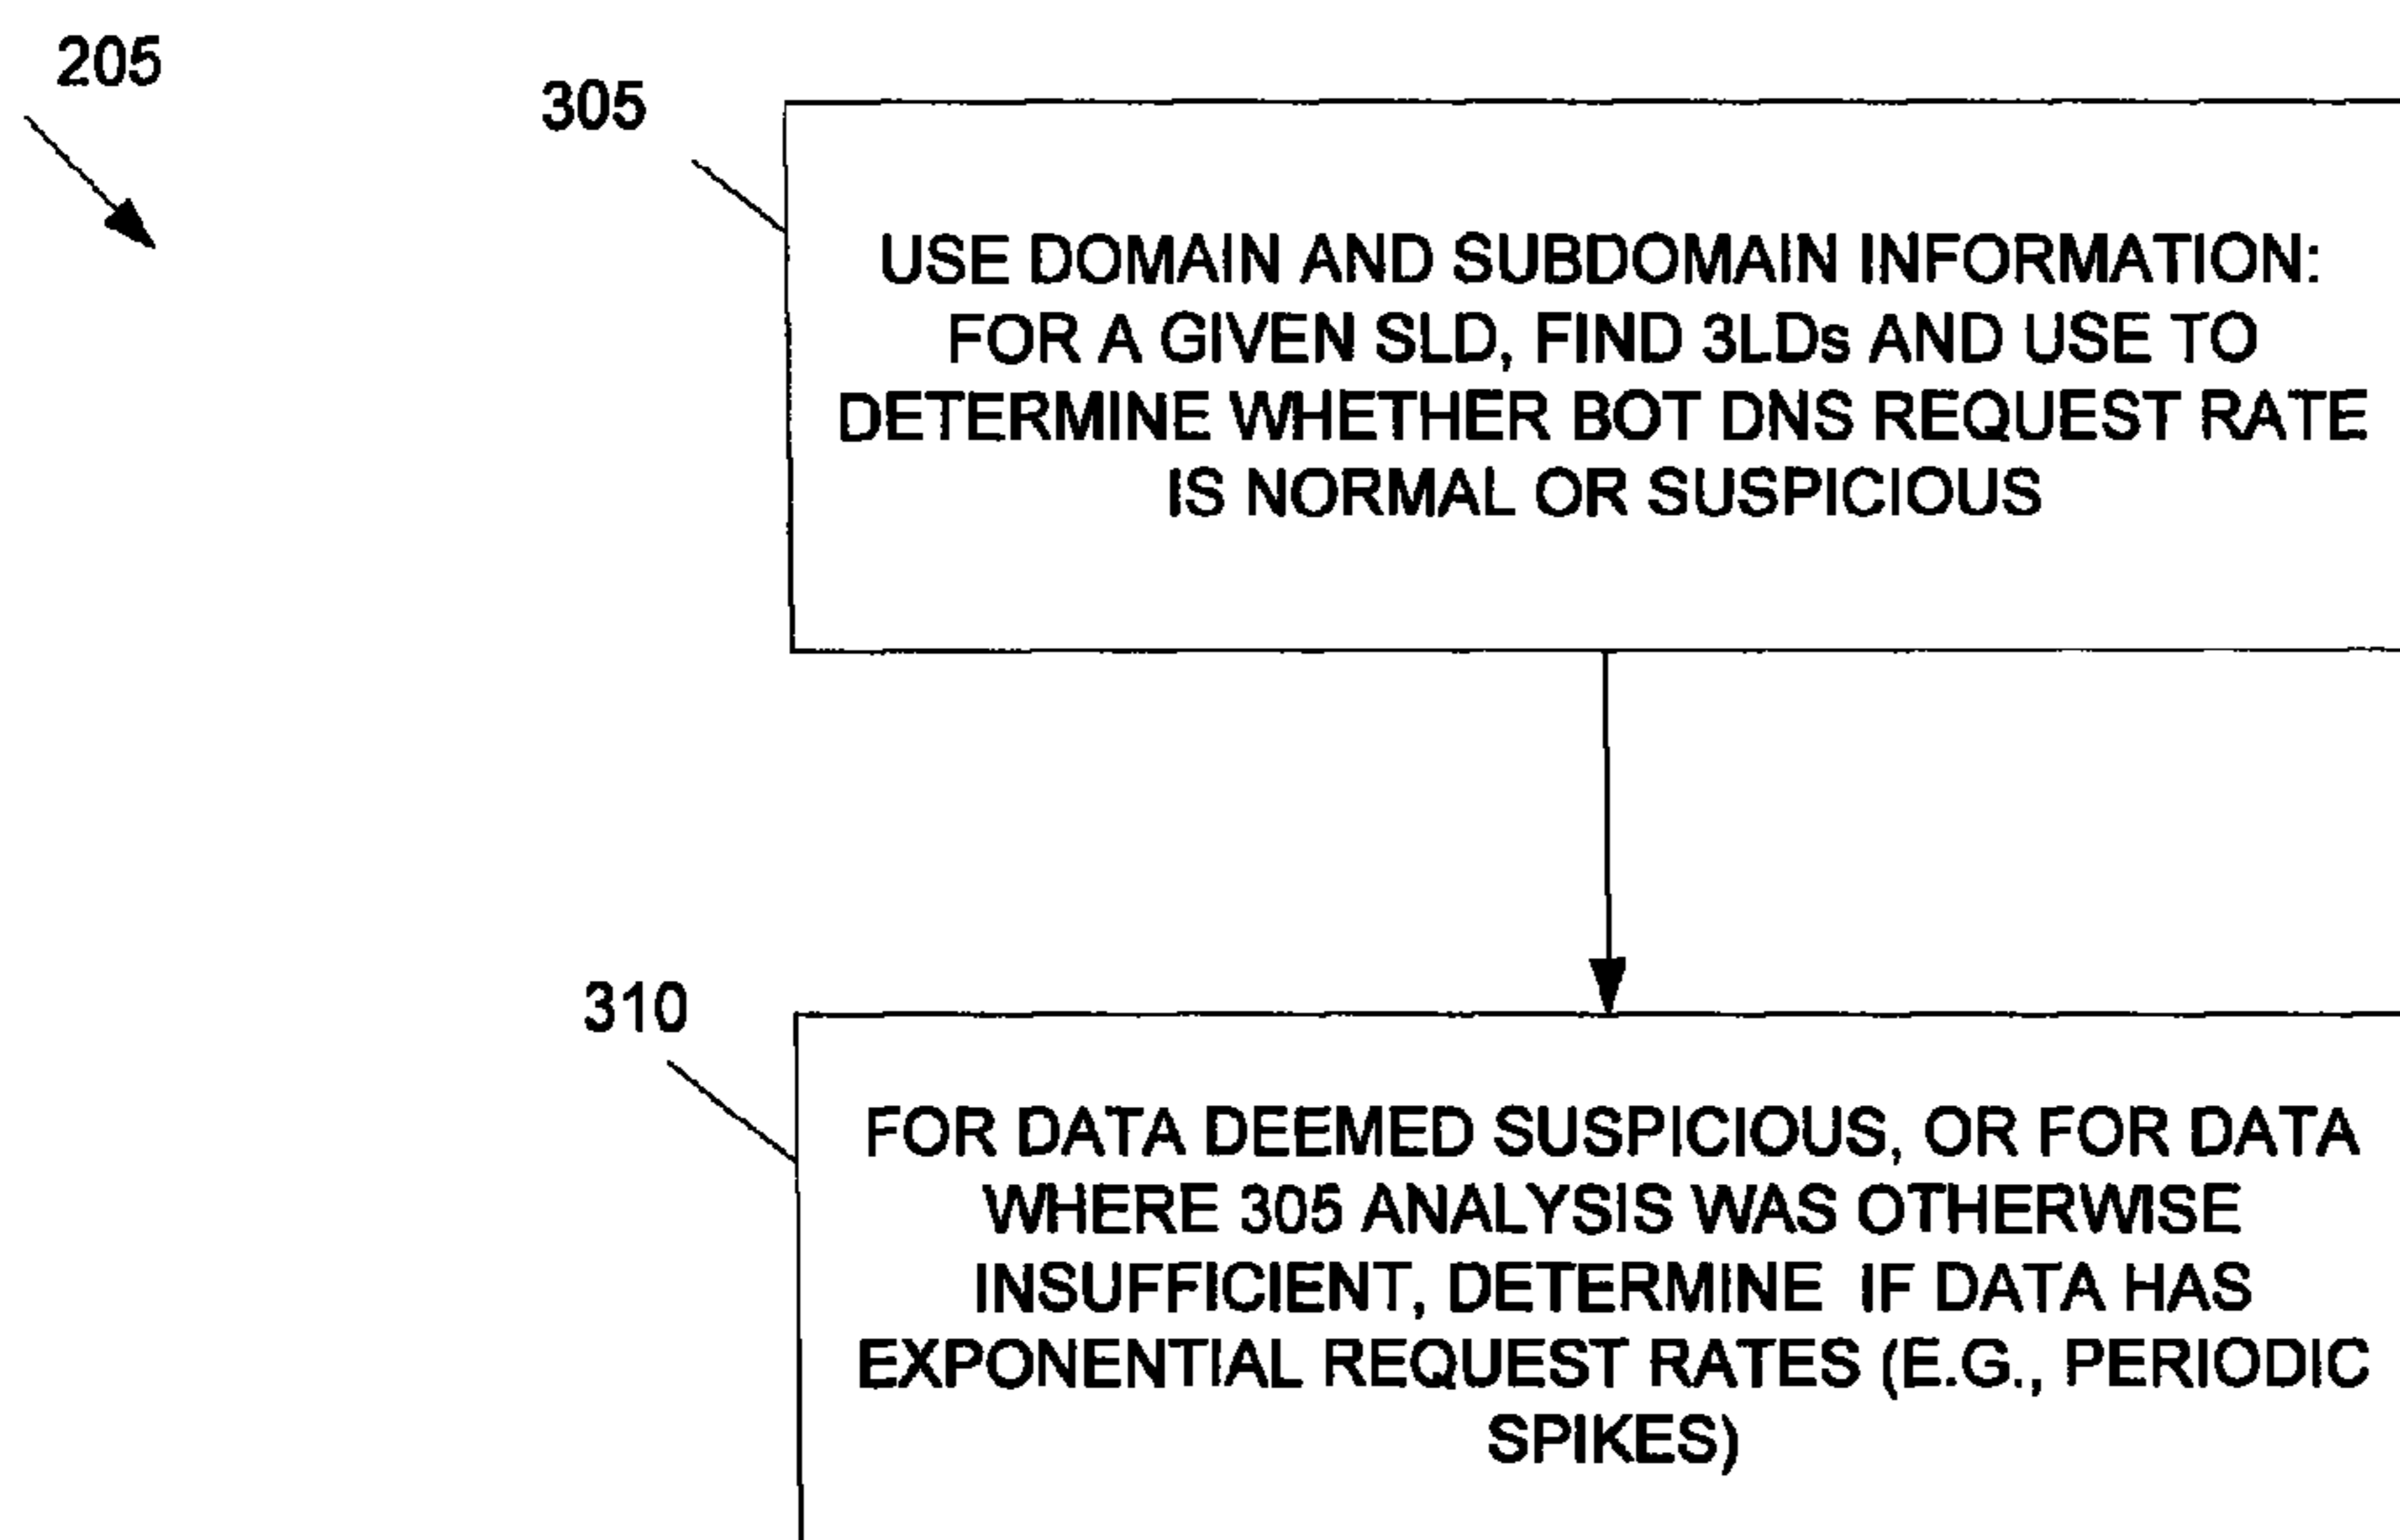 205
305
USE DOMAIN AND SUBDOMAIN INFORMATION:
FOR A GIVEN SLD, FIND 3LDs AND USE TO
DETERMINE WHETHER BOT DNS REQUEST RATE
IS NORMAL OR SUSPICIOUS
310
FOR DATA DEEMED SUSPICIOUS, OR FOR DATA
WHERE 305 ANALYSIS WAS OTHERWISE
INSUFFICIENT, DETERMINE IF DATA HAS
EXPONENTIAL REQUEST RATES (E.G., PERIODIC
SPIKES)